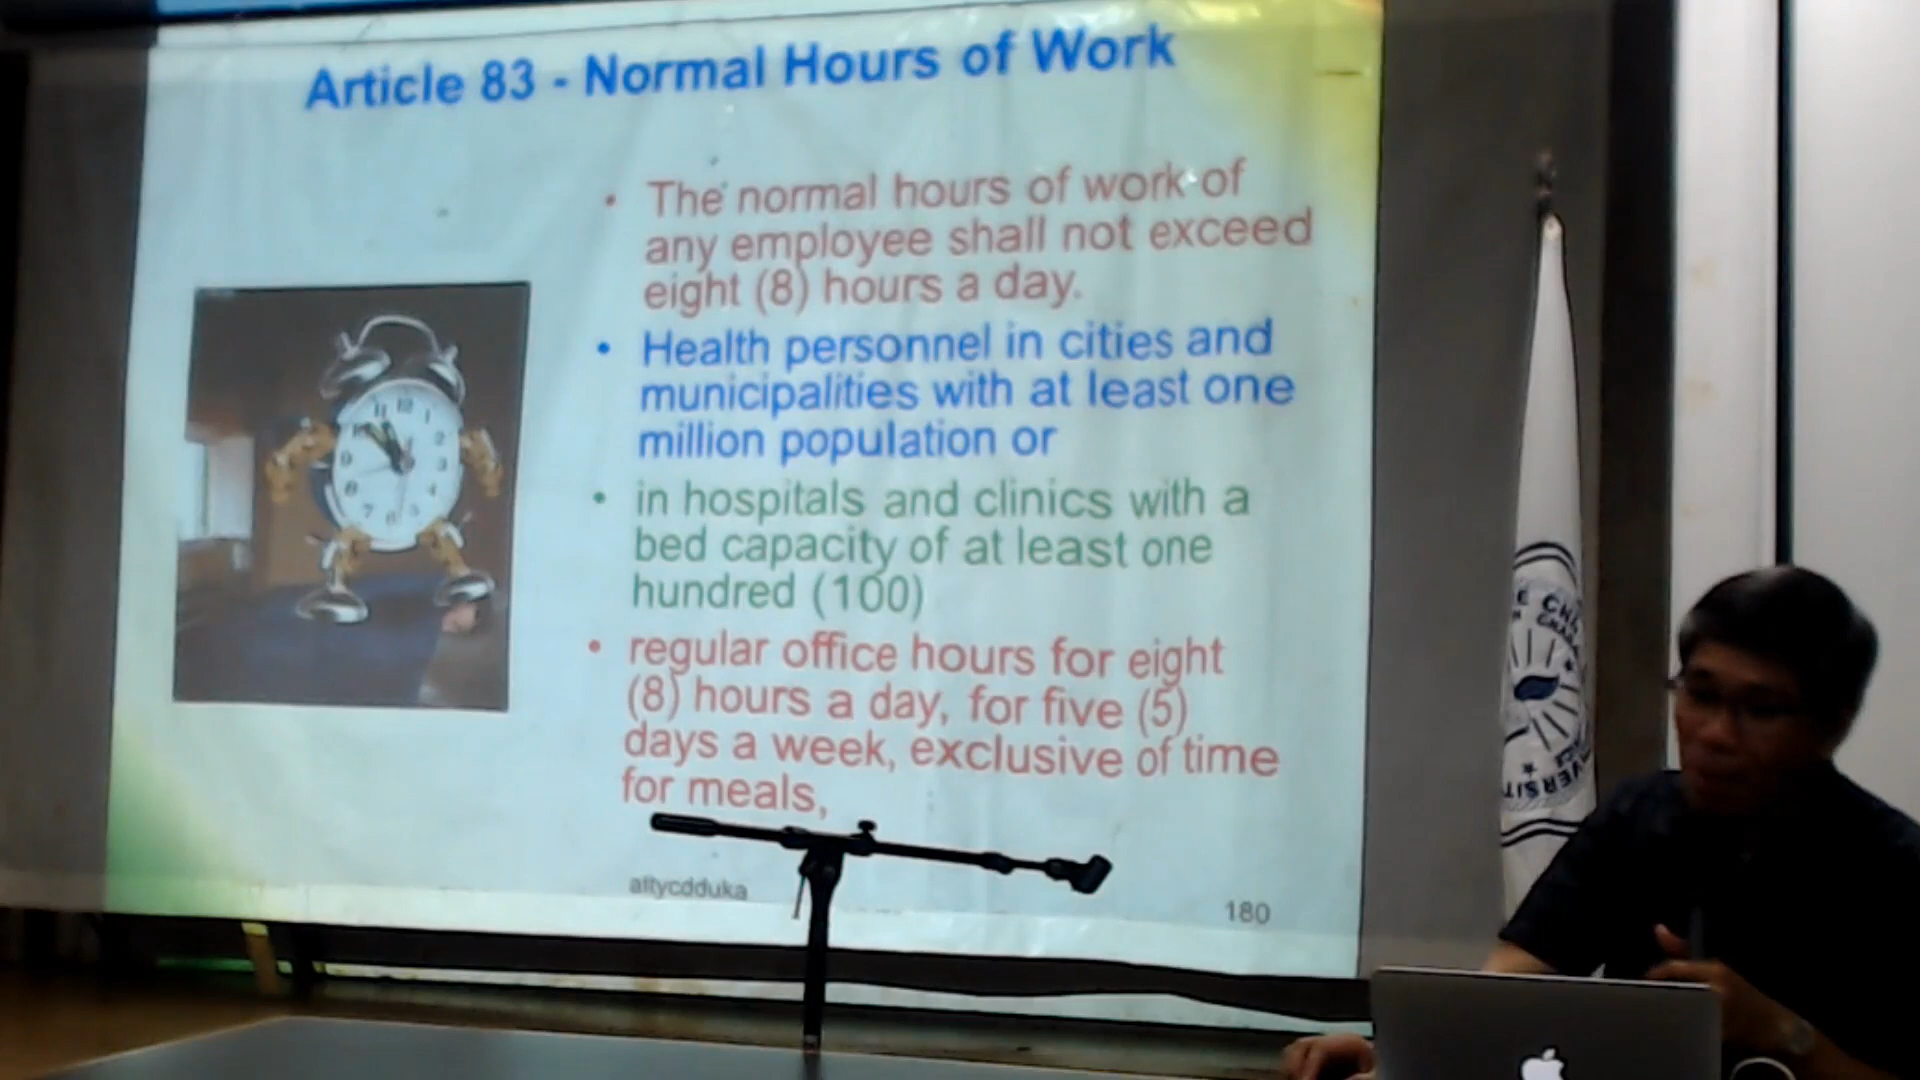 Article 83 - Normal Hours of Work
• The normal hours of work of
any employee shall not exceed
eight (8) hours a day.
• Health personnel in cities and
municipalities with at least one
million population or
• in hospitals and clinics with a
bed capacity of at least one
hundred (100)
• regular office hours for eight
(8) hours a day, for five (5)
days a week, exclusive of time
for meals,
attycdduka
180